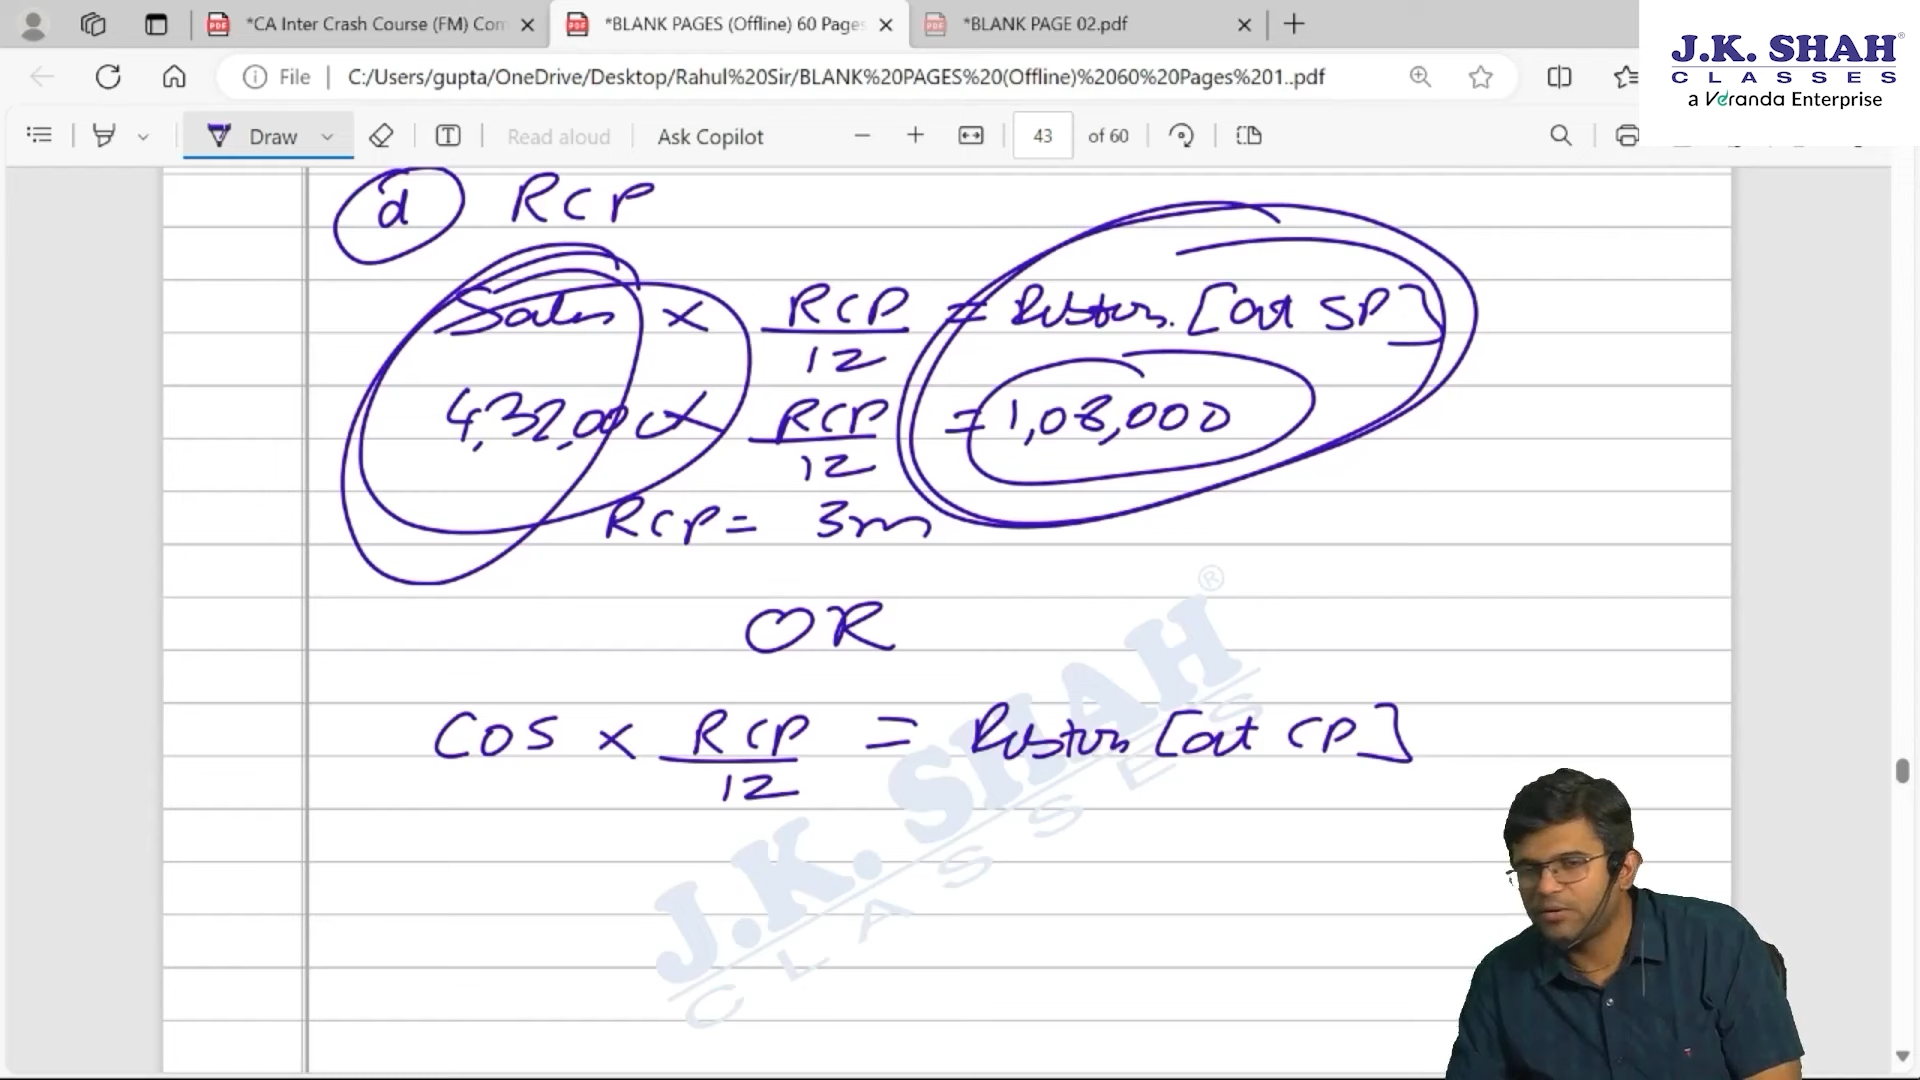 *CA Inter Crash Course (FM) Com
*BLANK PAGES (Offline) 60 Pages
*BLANK PAGE 02.pdf
J.K. SHAH®
CLASSES
a Veranda Enterprise
File
C:/Users/gupta/OneDrive/Desktop/Rahul%20Sir/BLANK%20PAGES%20(Offline)%2060%20Pages%201..pdf
Draw
Read aloud
Ask Copilot
43 of 60
d RCP
Sales × RCP/12 = [at SP]
4,32,000 × RCP/12 = 1,08,000
RCP = 3m
OR
COS × RCP/12 = [at CP]
J.K. SHAH®
CLASSES